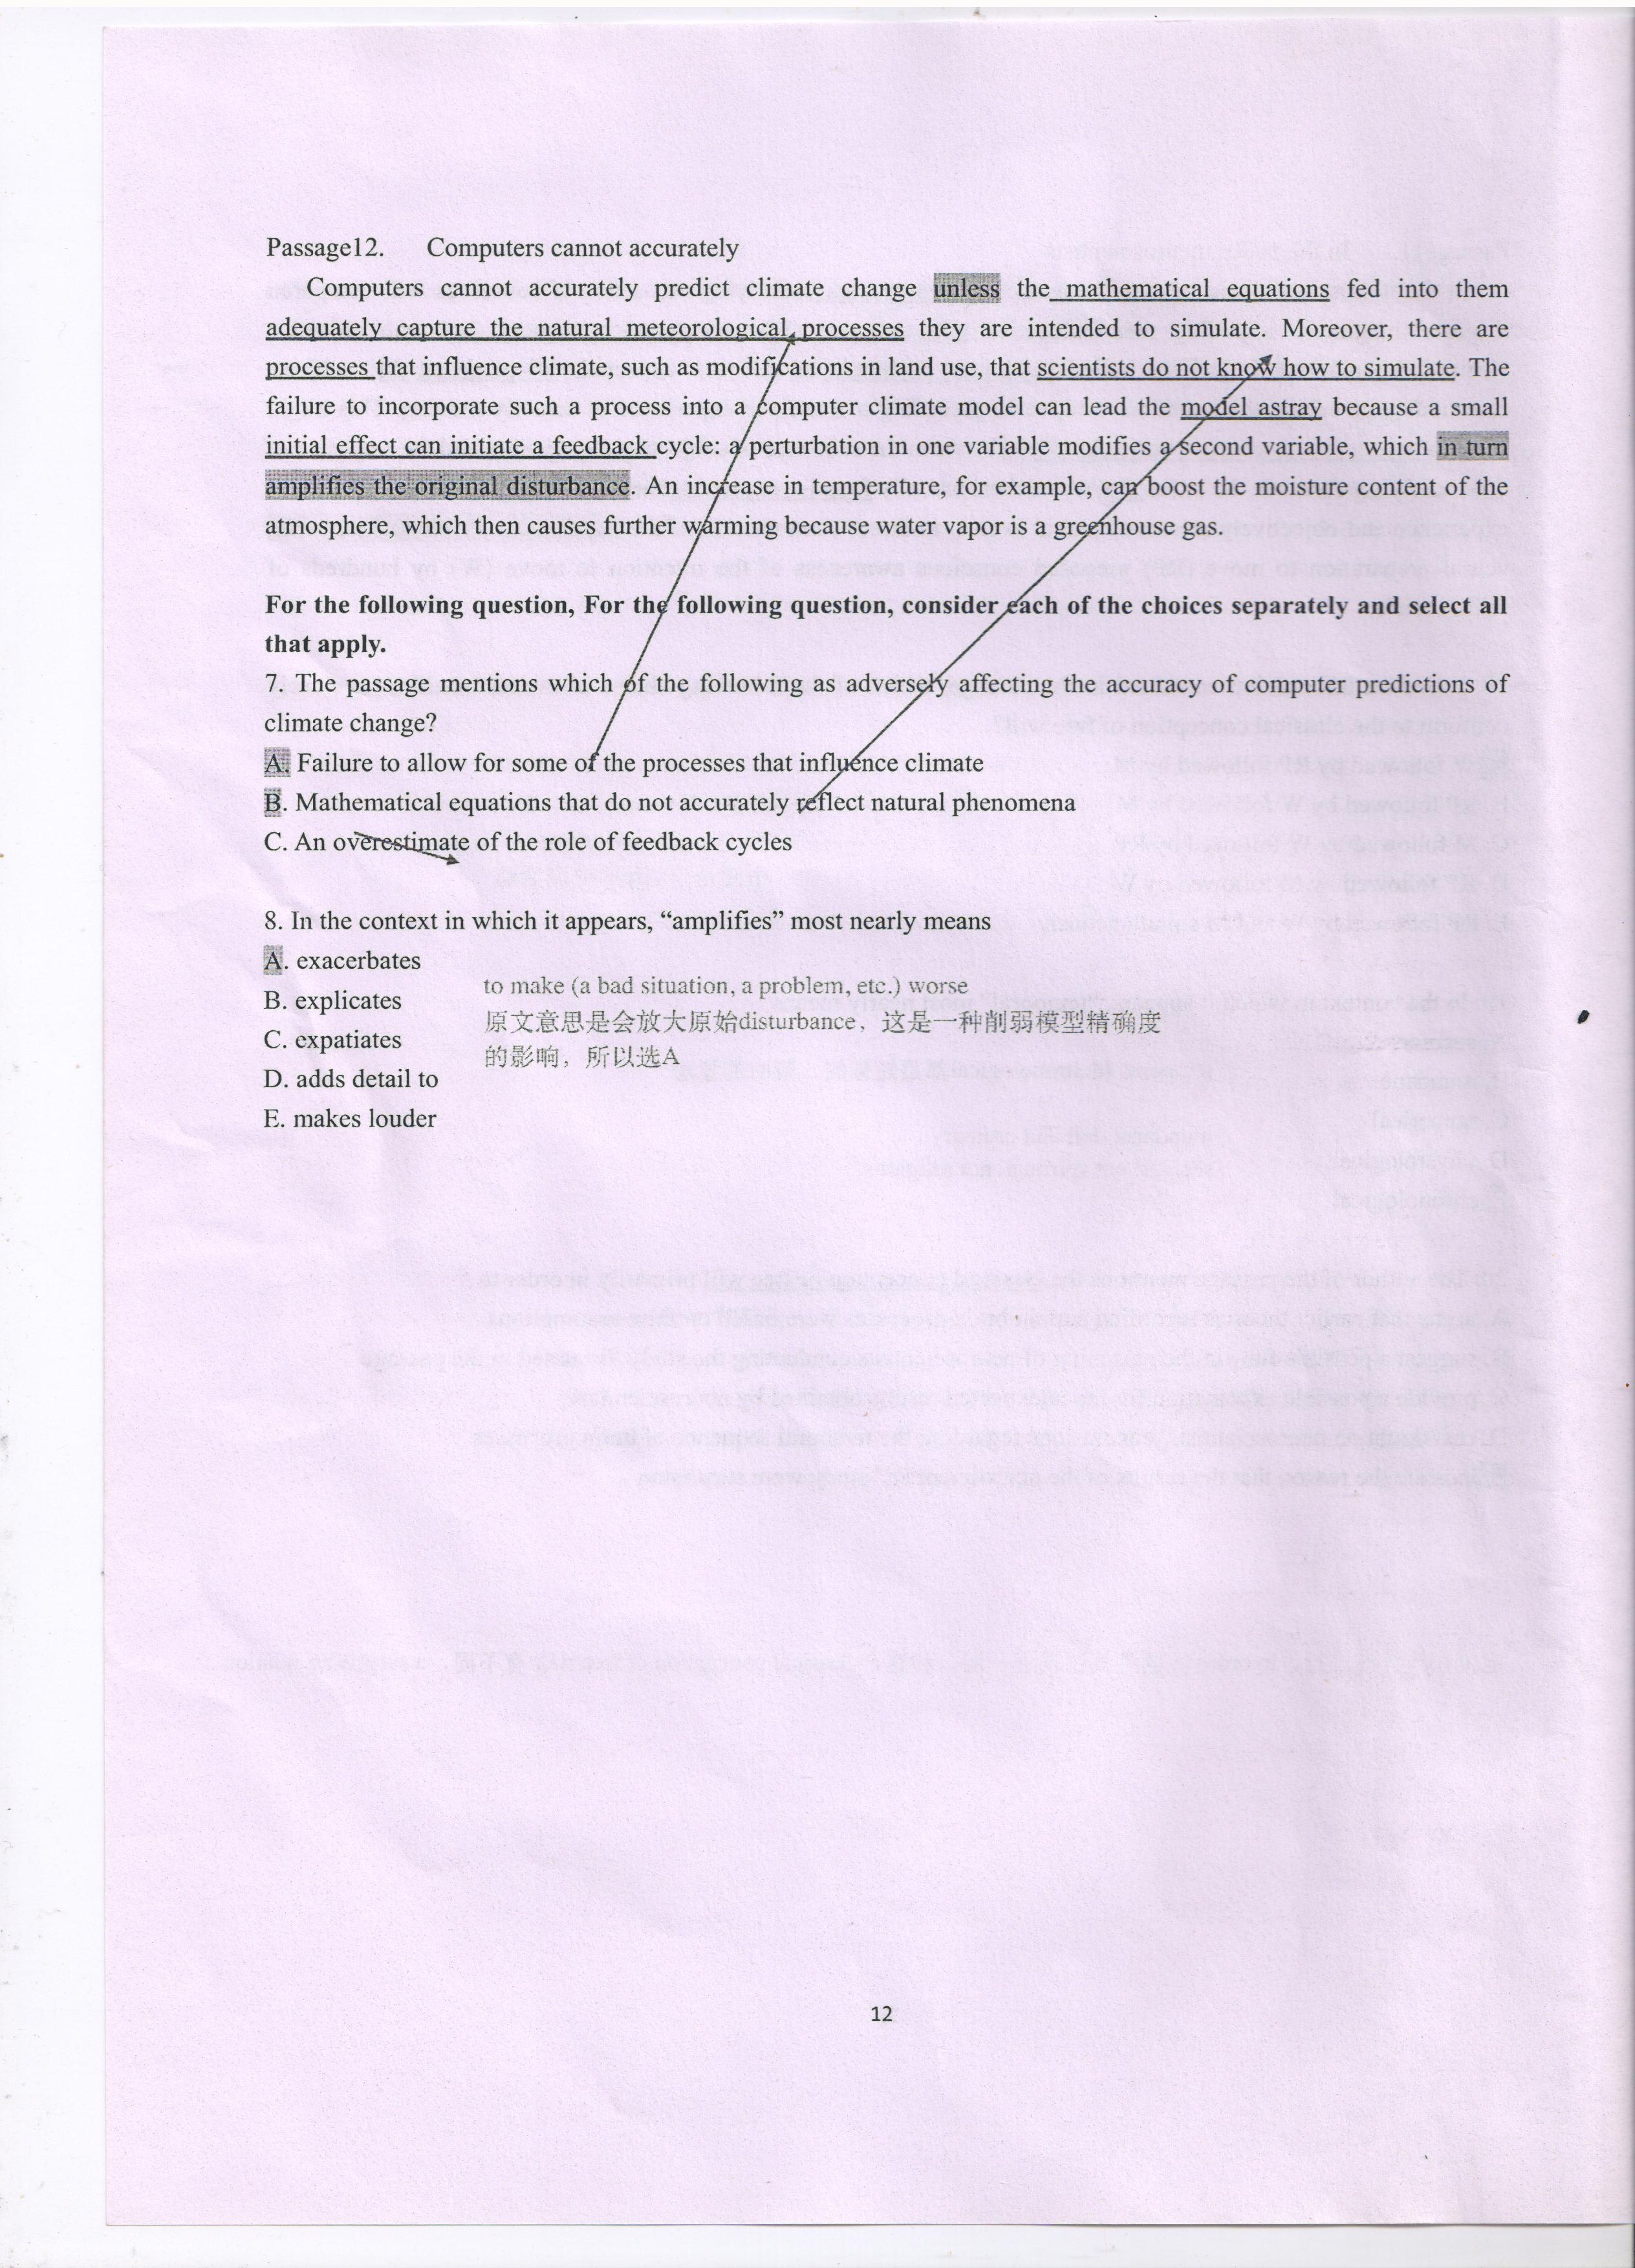 Passage12. Computers cannot accurately
Computers cannot accurately predict climate change unless the mathematical equations fed into them
adequately capture the natural meteorological processes they are intended to simulate. Moreover, there are
processes that influence climate, such as modifications in land use, that scientists do not know how to simulate. The
failure to incorporate such a process into a computer climate model can lead the model astray because a small
initial effect can initiate a feedback cycle: a perturbation in one variable modifies a second variable, which in turn
amplifies the original disturbance. An increase in temperature, for example, can boost the moisture content of the
atmosphere, which then causes further warming because water vapor is a greenhouse gas.
For the following question, For the following question, consider each of the choices separately and select all
that apply.
7. The passage mentions which of the following as adversely affecting the accuracy of computer predictions of
climate change?
A. Failure to allow for some of the processes that influence climate
B. Mathematical equations that do not accurately reflect natural phenomena
C. An overestimate of the role of feedback cycles
8. In the context in which it appears, “amplifies” most nearly means
A. exacerbates
B. explicates
C. expatiates
D. adds detail to
E. makes louder
to make (a bad situation, a problem, etc.) worse
原文意思是会放大原始disturbance，这是一种削弱模型精确度
的影响，所以选A
12